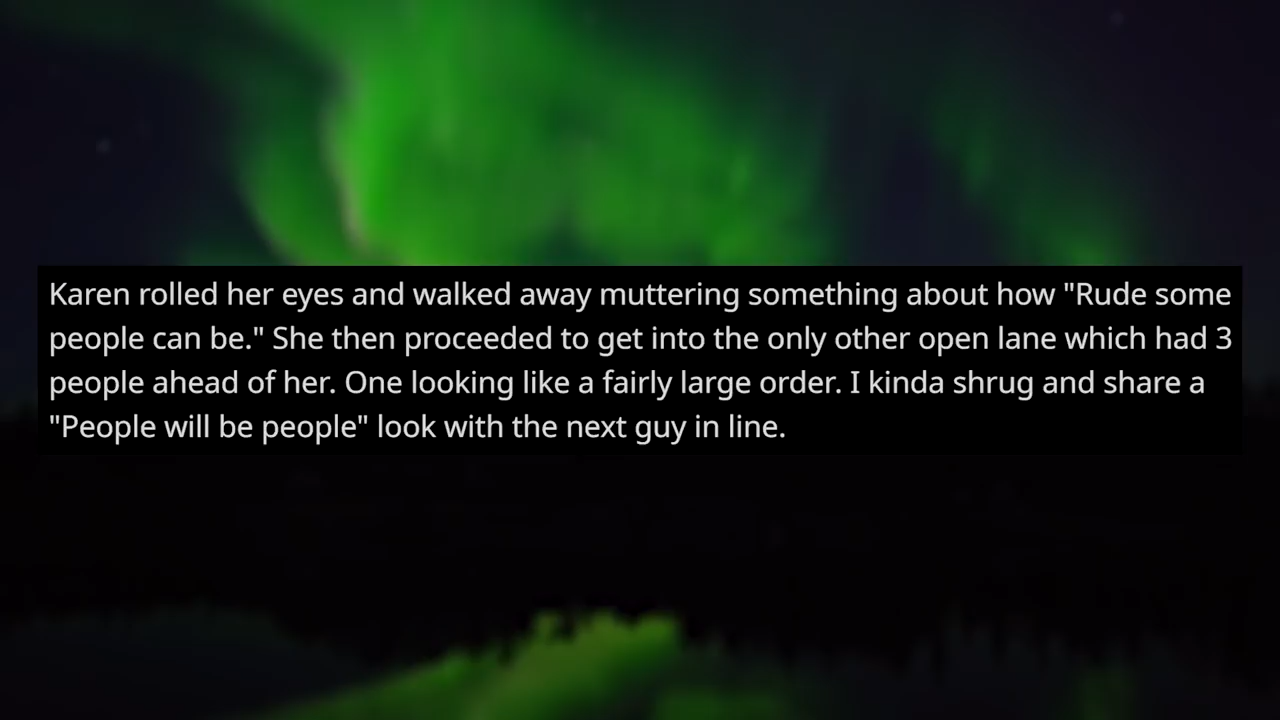 Karen rolled her eyes and walked away muttering something about how "Rude some
people can be." She then proceeded to get into the only other open lane which had 3
people ahead of her. One looking like a fairly large order. I kinda shrug and share a
"People will be people" look with the next guy in line.